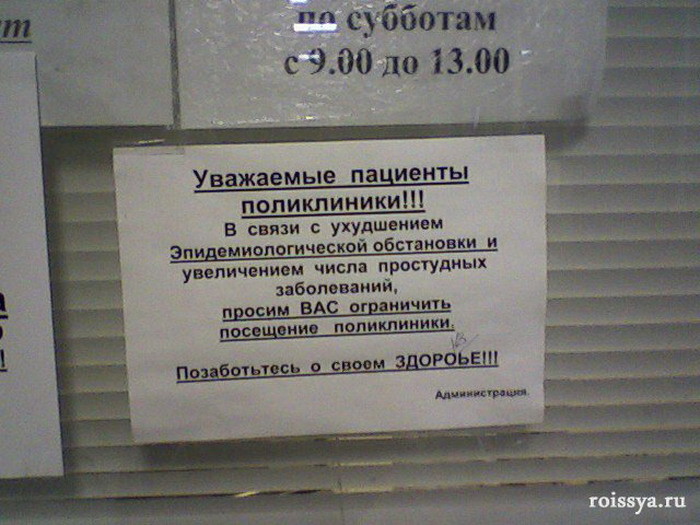 по субботам
с 9.00 до 13.00
Уважаемые пациенты
поликлиники!!!
В связи с ухудшением
Эпидемиологической обстановки и
увеличением числа простудных
заболеваний,
просим ВАС ограничить
посещение поликлиники.
Позаботьтесь о своем ЗДОРОЬЕ!!!
Администрация.
roissya.ru